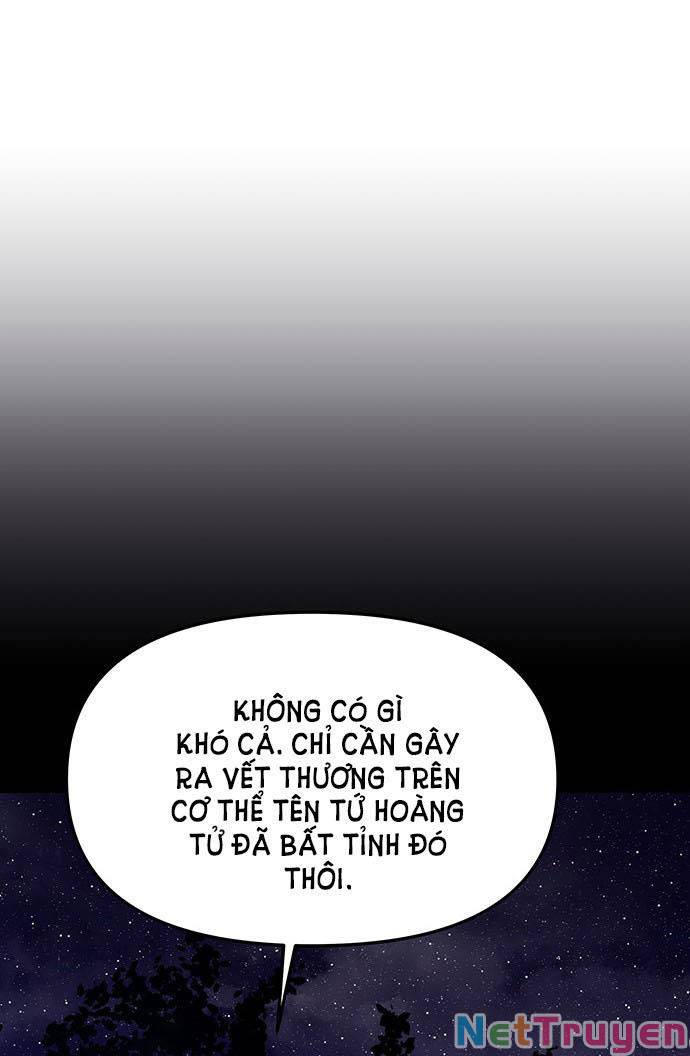 KHÔNG CÓ GÌ
KHÓ CẢ. CHỈ CẦN GÂY
RA VẾT THƯƠNG TRÊN
CƠ THỂ TÊN TỨ HOÀNG
TỬ ĐÃ BẤT TỈNH ĐÓ
THÔI.
NetTruyen